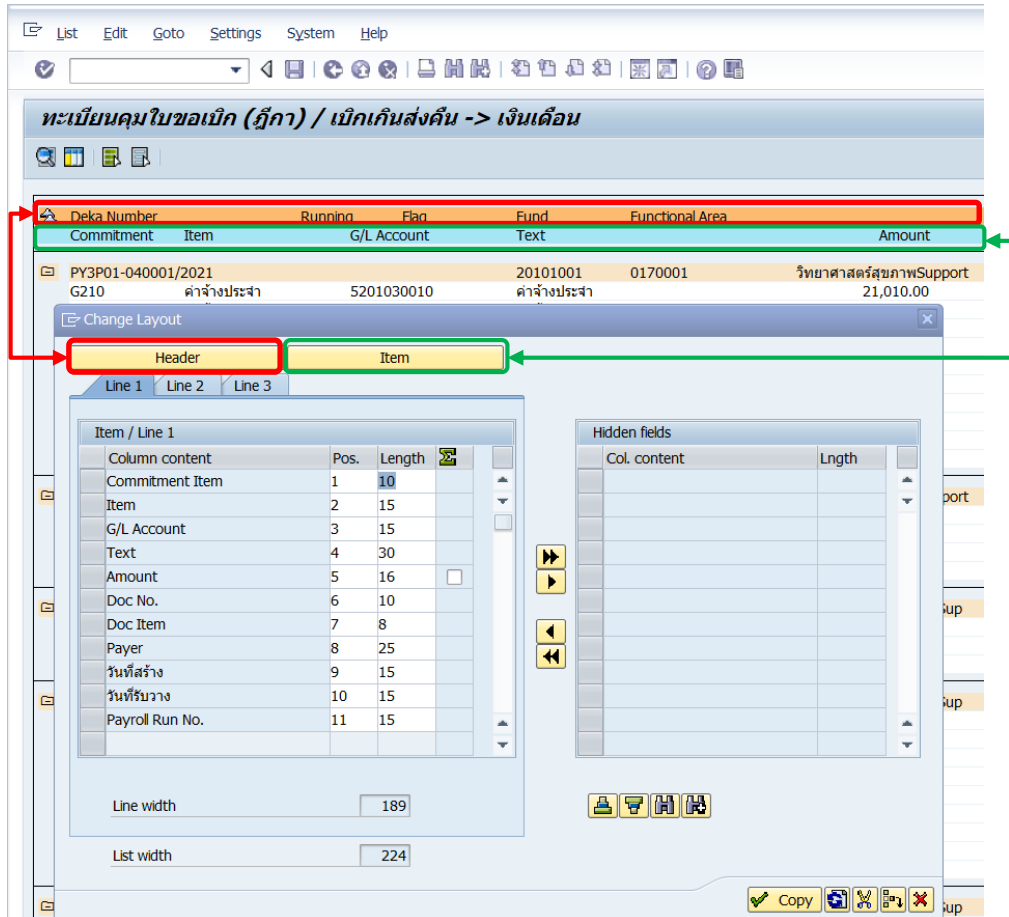 List Edit Goto Settings System Help
ทะเบียนคุมใบขอเบิก (ฎีกา) / เบิกเกินส่งคืน -> เงินเดือน
Deka Number Running Flag Fund Functional Area
Commitment Item G/L Account Text Amount
PY3P01-040001/2021 20101001 0170001 วิทยาศาสตร์สุขภาพSupport
G210 ค่าจ้างประจำ 5201030010 ค่าจ้างประจำ 21,010.00
Change Layout
Header Item
Line 1 Line 2 Line 3
Item / Line 1 Hidden fields
Column content Pos. Length Col. content Lngth
Commitment Item 1 10
Item 2 15
G/L Account 3 15
Text 4 30
Amount 5 16
Doc No. 6 10
Doc Item 7 8
Payer 8 25
วันที่สร้าง 9 15
วันที่รับวาง 10 15
Payroll Run No. 11 15
Line width 189
List width 224
Copy